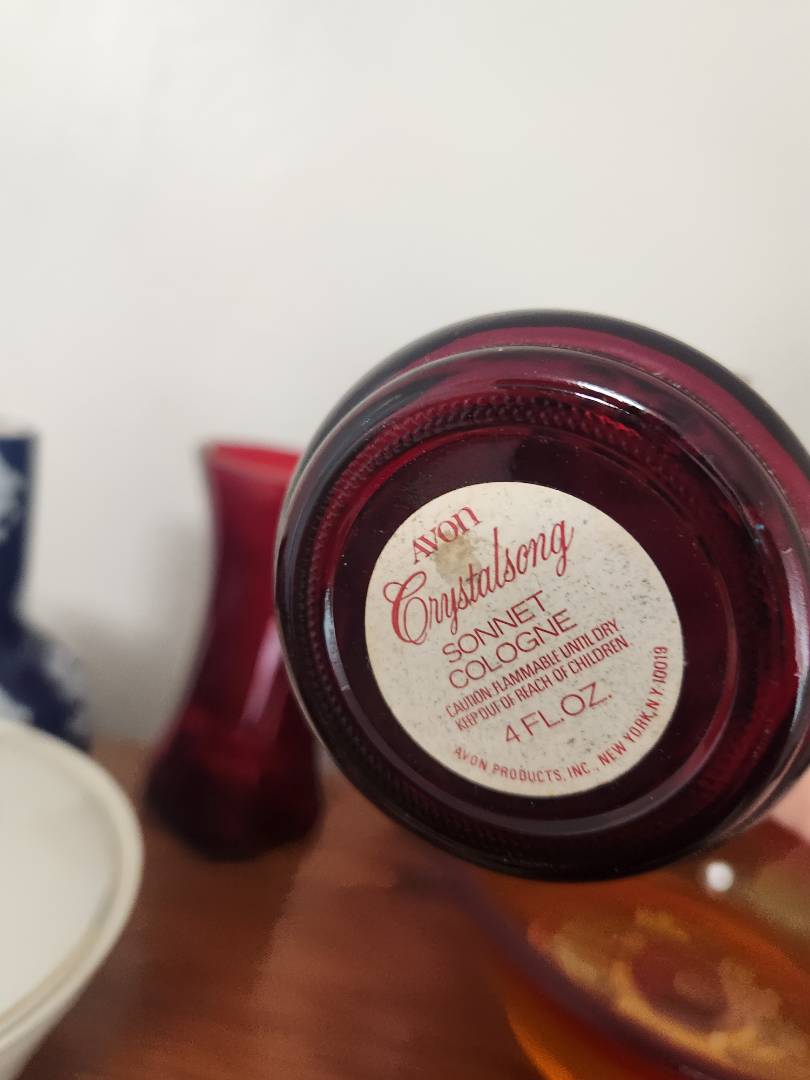 AVON
Crystalsong
SONNET
COLOGNE
CAUTION-FLAMMABLE UNTIL DRY.
KEEP OUT OF REACH OF CHILDREN.
4 FL.OZ.
AVON PRODUCTS, INC., NEW YORK, N.Y. 10019